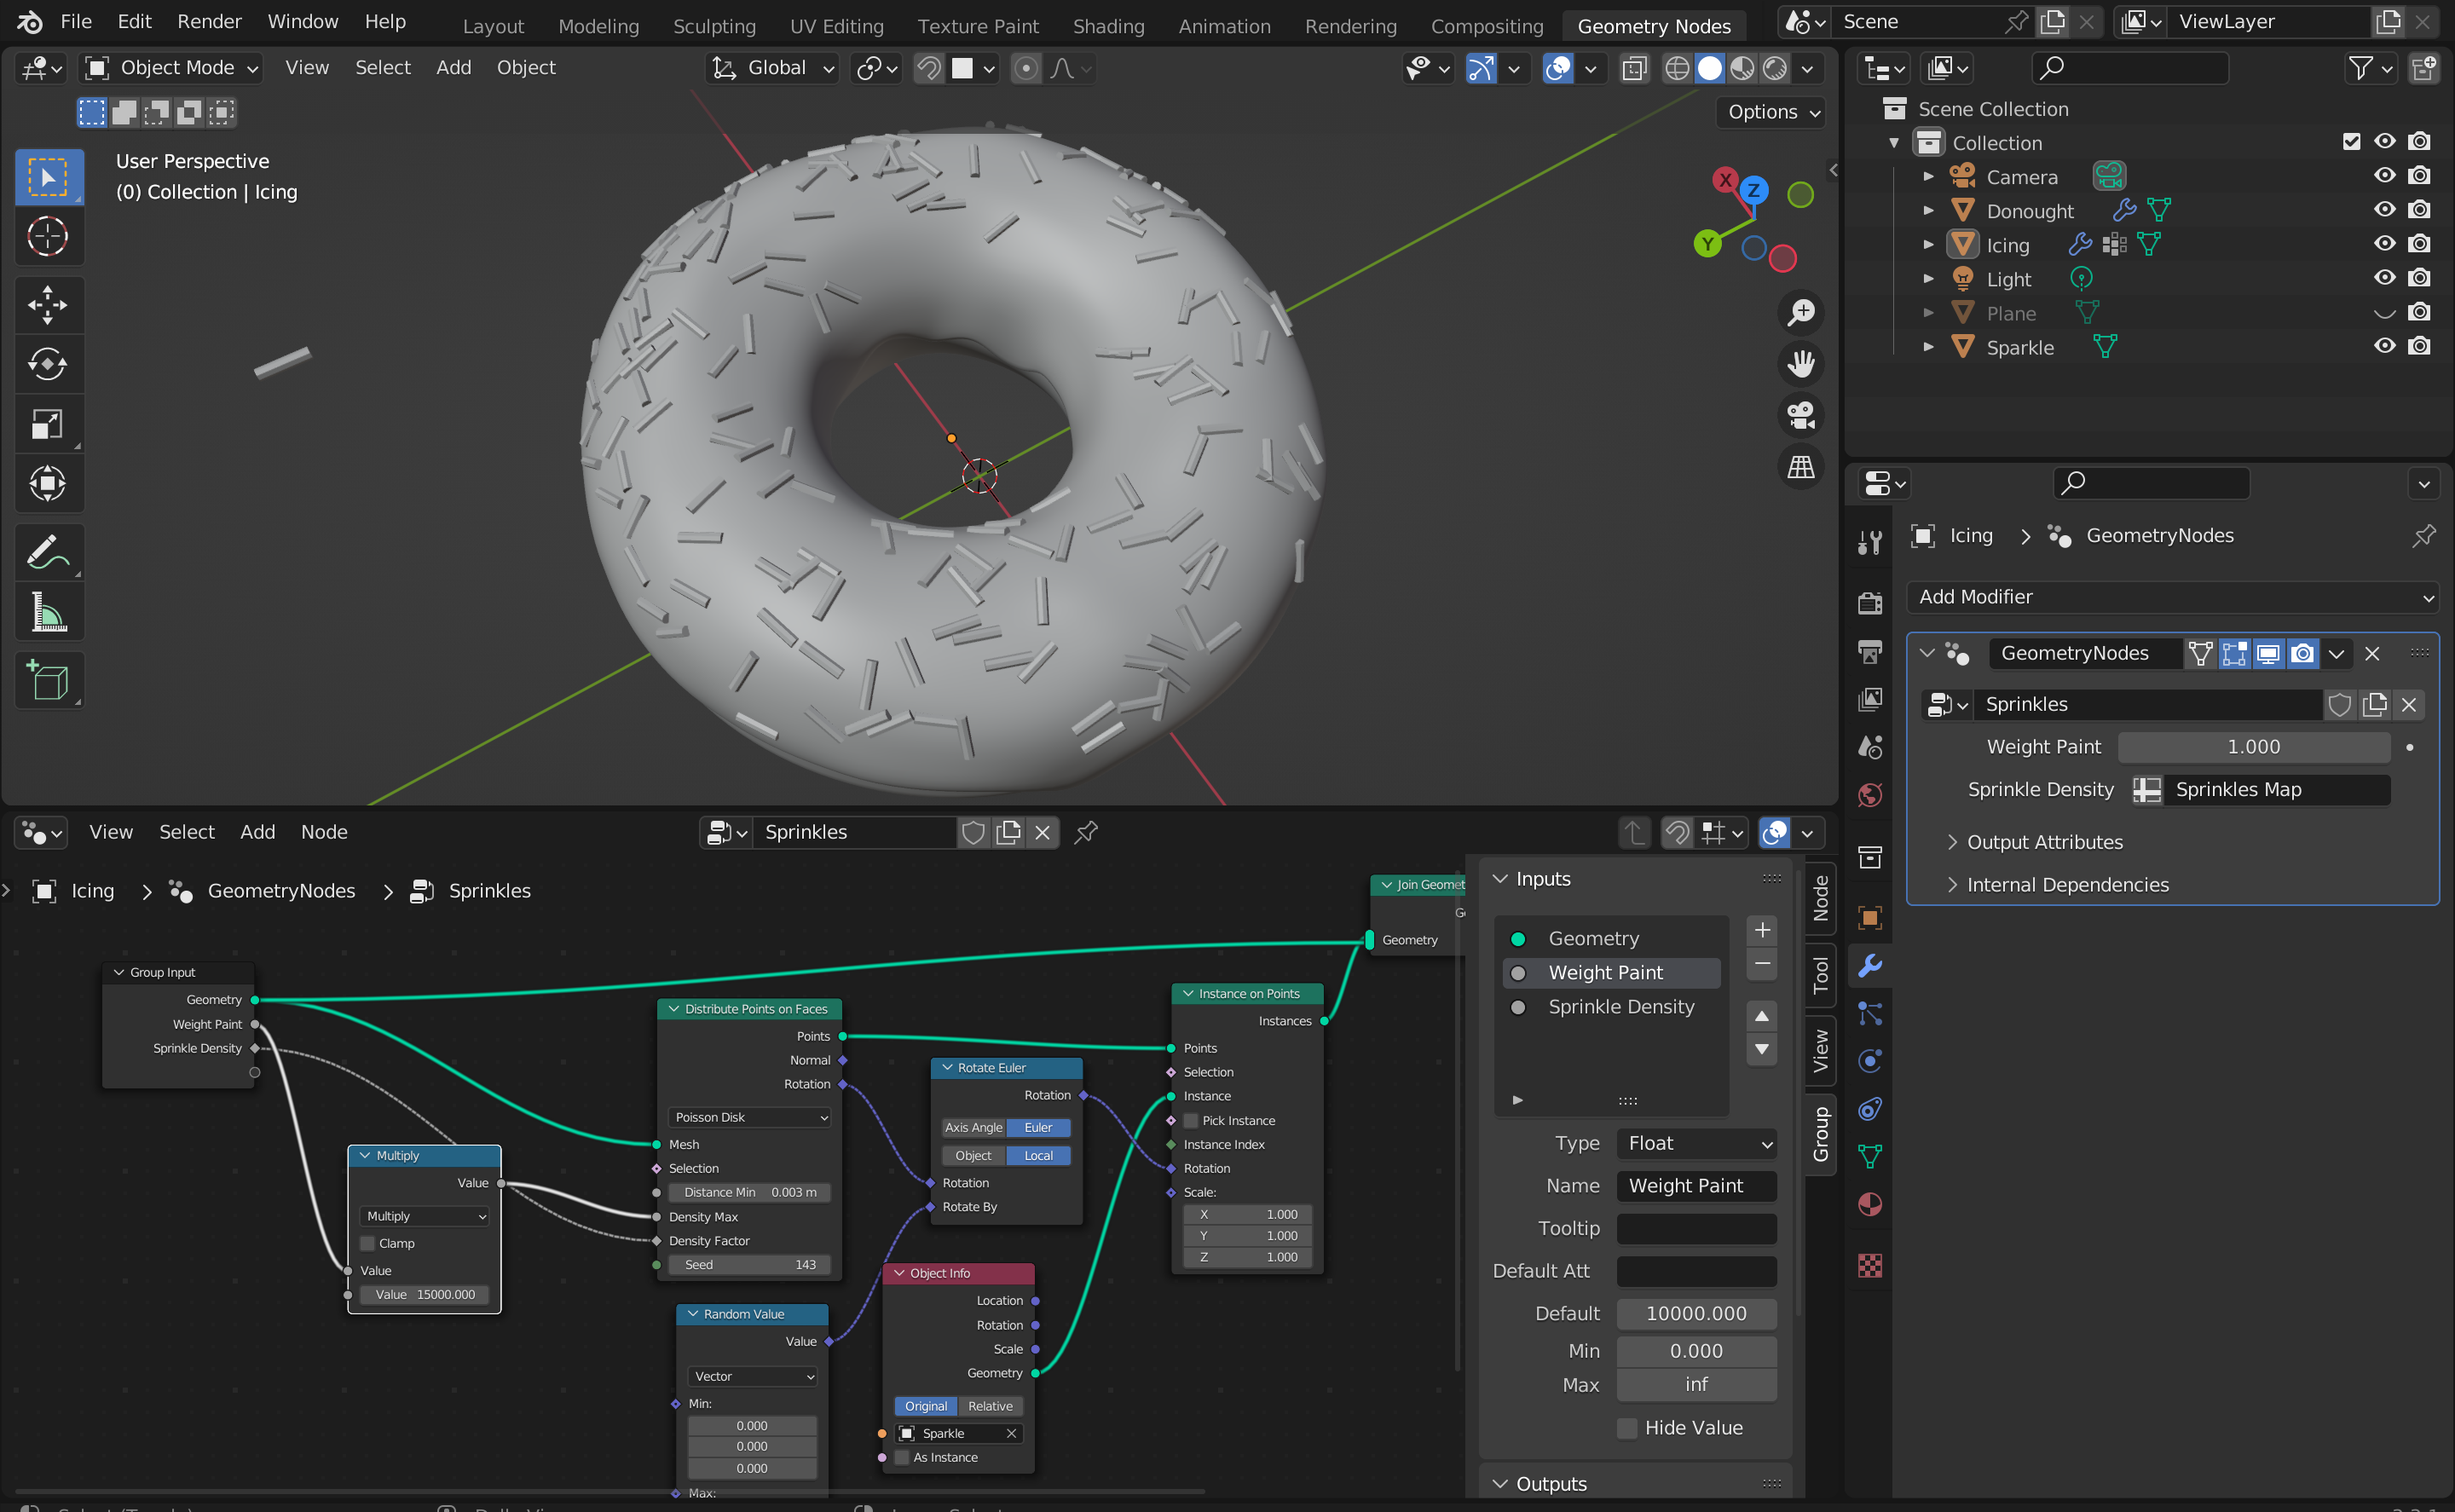 File Edit Render Window Help
Layout Modeling Sculpting UV Editing Texture Paint Shading Animation Rendering Compositing Geometry Nodes
Scene
ViewLayer
Object Mode View Select Add Object
Global
Options
User Perspective
(0) Collection | Icing
X
Z
Y
Scene Collection
Collection
Camera
Donought
Icing
Light
Plane
Sparkle
Icing > GeometryNodes
Add Modifier
GeometryNodes
Sprinkles
Weight Paint 1.000
Sprinkle Density Sprinkles Map
Output Attributes
Internal Dependencies
View Select Add Node
Sprinkles
Icing > GeometryNodes > Sprinkles
Group Input
Geometry
Weight Paint
Sprinkle Density
Multiply
Value
Multiply
Clamp
Value
Value 15000.000
Distribute Points on Faces
Points
Normal
Rotation
Poisson Disk
Mesh
Selection
Distance Min 0.003 m
Density Max
Density Factor
Seed 143
Random Value
Value
Vector
Min:
0.000
0.000
0.000
Max:
Rotate Euler
Rotation
Axis Angle Euler
Object Local
Rotation
Rotate By
Object Info
Location
Rotation
Scale
Geometry
Original Relative
Sparkle
As Instance
Instance on Points
Instances
Points
Selection
Instance
Pick Instance
Instance Index
Rotation
Scale:
X 1.000
Y 1.000
Z 1.000
Join Geomet
Geometry
Inputs
Geometry
Weight Paint
Sprinkle Density
Type Float
Name Weight Paint
Tooltip
Default Att
Default 10000.000
Min 0.000
Max inf
Hide Value
Outputs
Node
Tool
View
Group